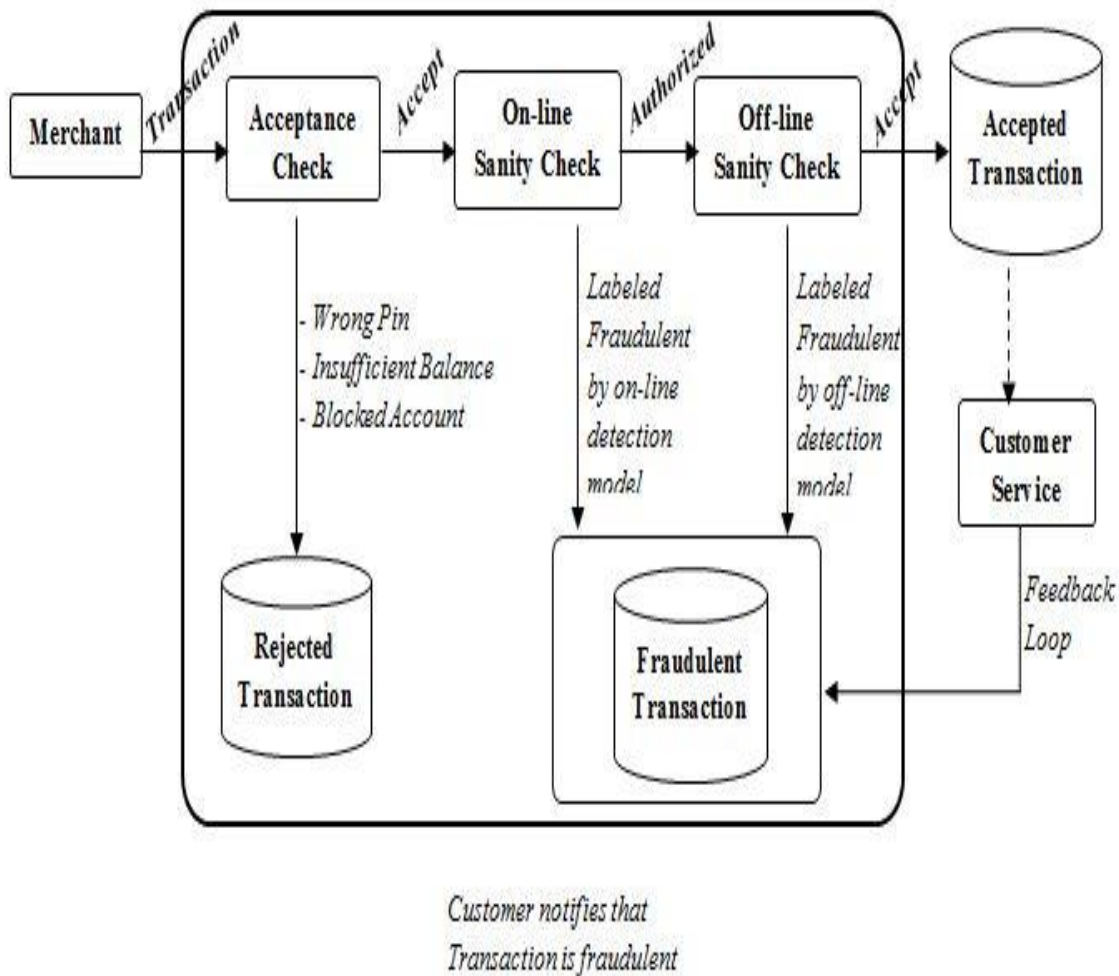 Merchant
Transaction
Acceptance
Check
Accept
On-line
Sanity Check
Authorized
Off-line
Sanity Check
Accept
Accepted
Transaction
- Wrong Pin
- Insufficient Balance
- Blocked Account
Labeled
Fraudulent
by on-line
detection
model
Labeled
Fraudulent
by off-line
detection
model
Customer
Service
Feedback
Loop
Rejected
Transaction
Fraudulent
Transaction
Customer notifies that
Transaction is fraudulent